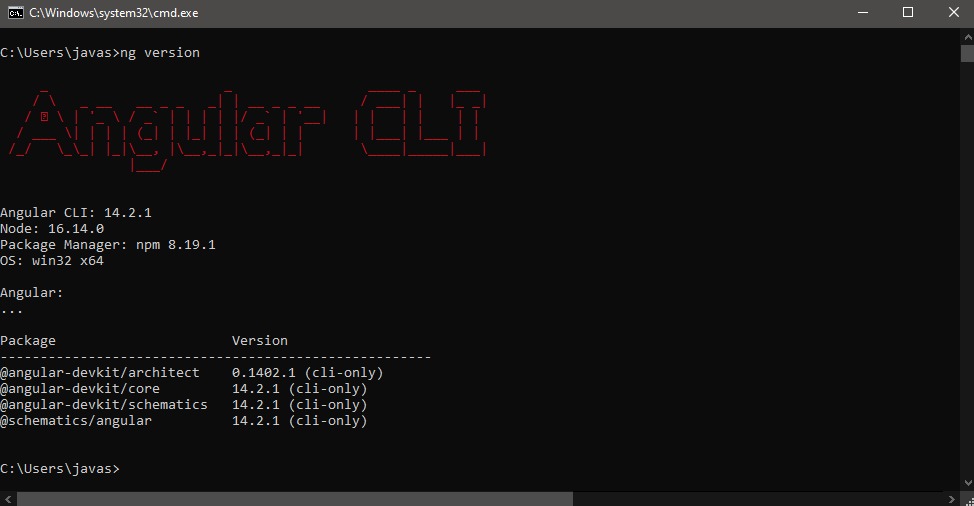 C:\Windows\system32\cmd.exe
C:\Users\javas>ng version
Angular CLI
Angular CLI: 14.2.1
Node: 16.14.0
Package Manager: npm 8.19.1
OS: win32 x64
Angular:
...
Package                      Version
------------------------------------------------------
@angular-devkit/architect    0.1402.1 (cli-only)
@angular-devkit/core         14.2.1 (cli-only)
@angular-devkit/schematics   14.2.1 (cli-only)
@schematics/angular          14.2.1 (cli-only)
C:\Users\javas>